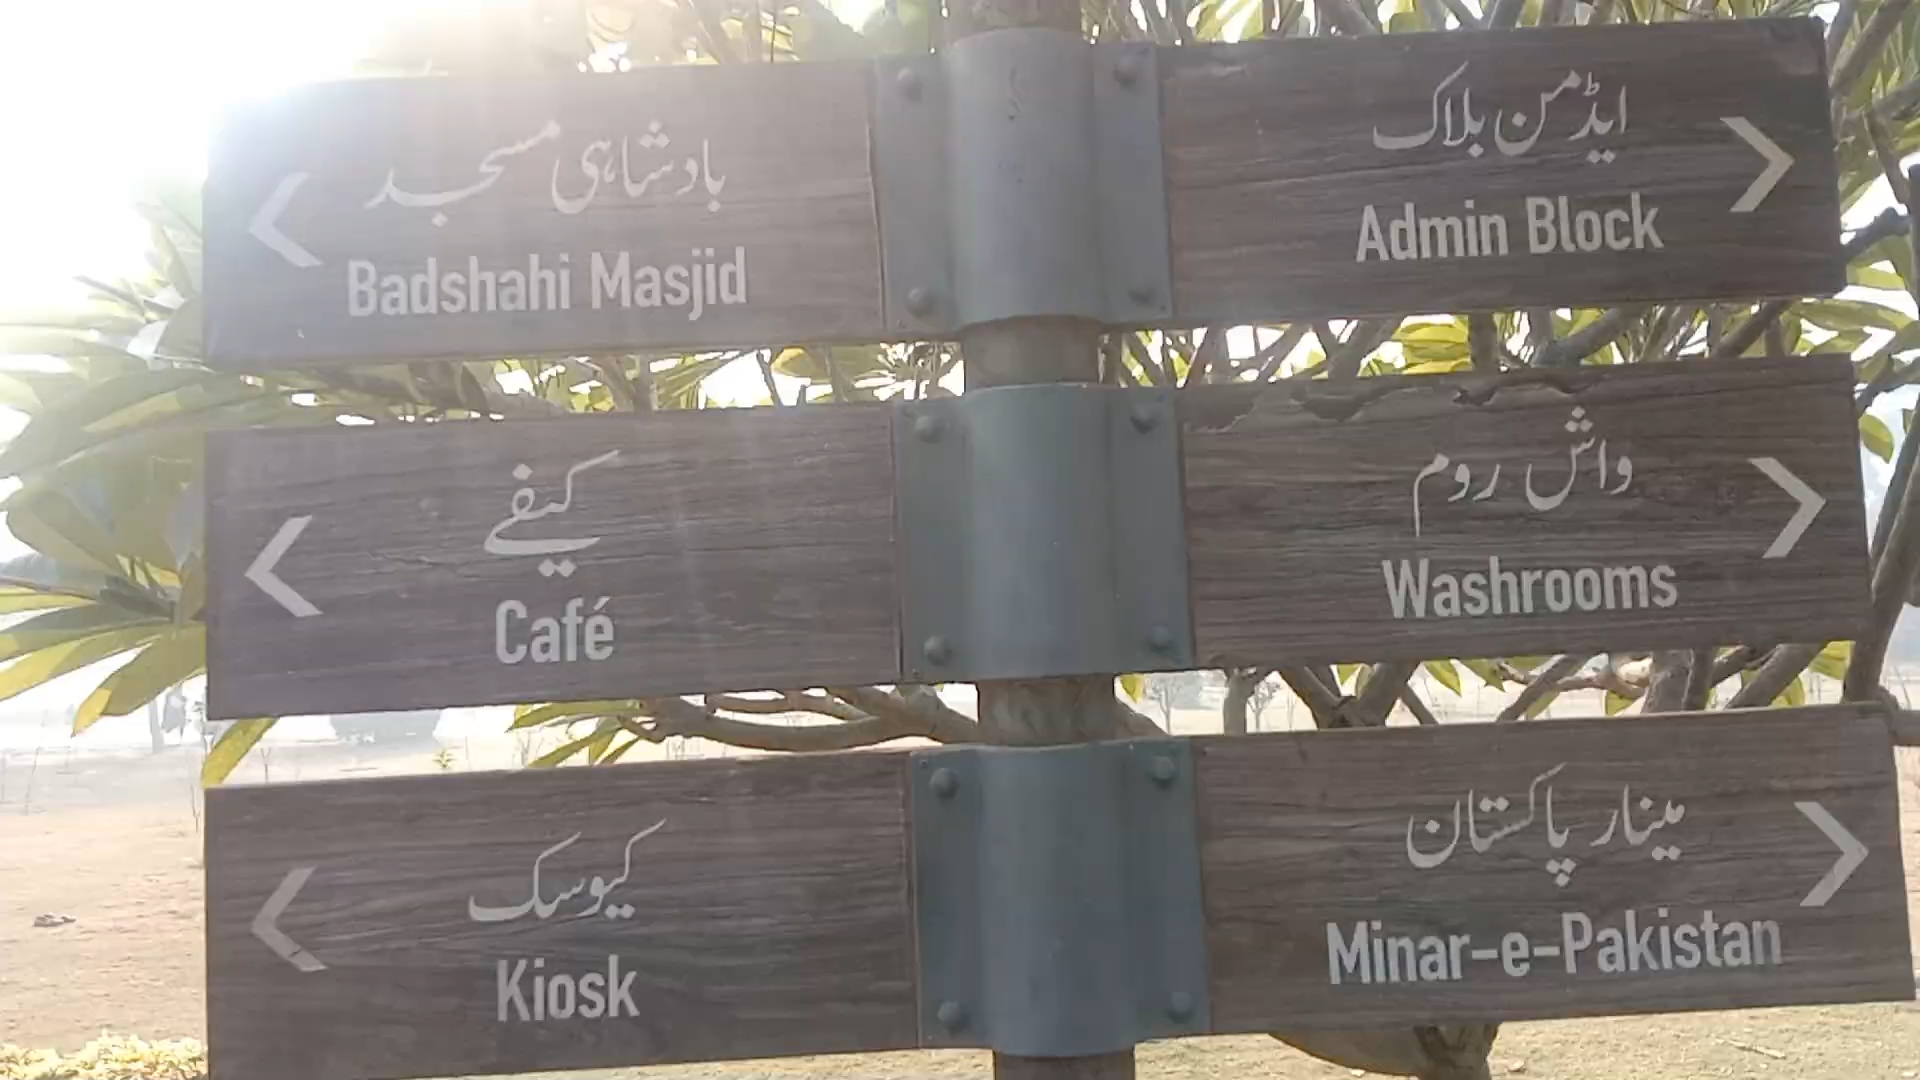 بادشاہی مسجد
Badshahi Masjid
ایڈمن بلاک
Admin Block
کیفے
Café
واش روم
Washrooms
کیوسک
Kiosk
مینار پاکستان
Minar-e-Pakistan